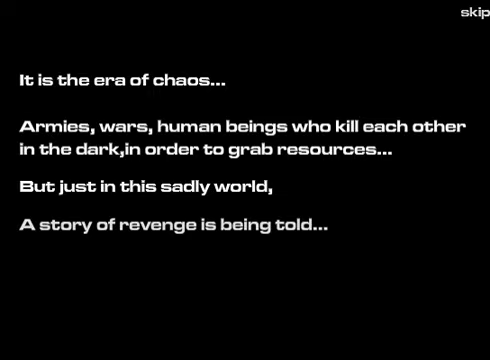 skip
It is the era of chaos...
Armies, wars, human beings who kill each other
in the dark,in order to grab resources...
But just in this sadly world,
A story of revenge is being told...